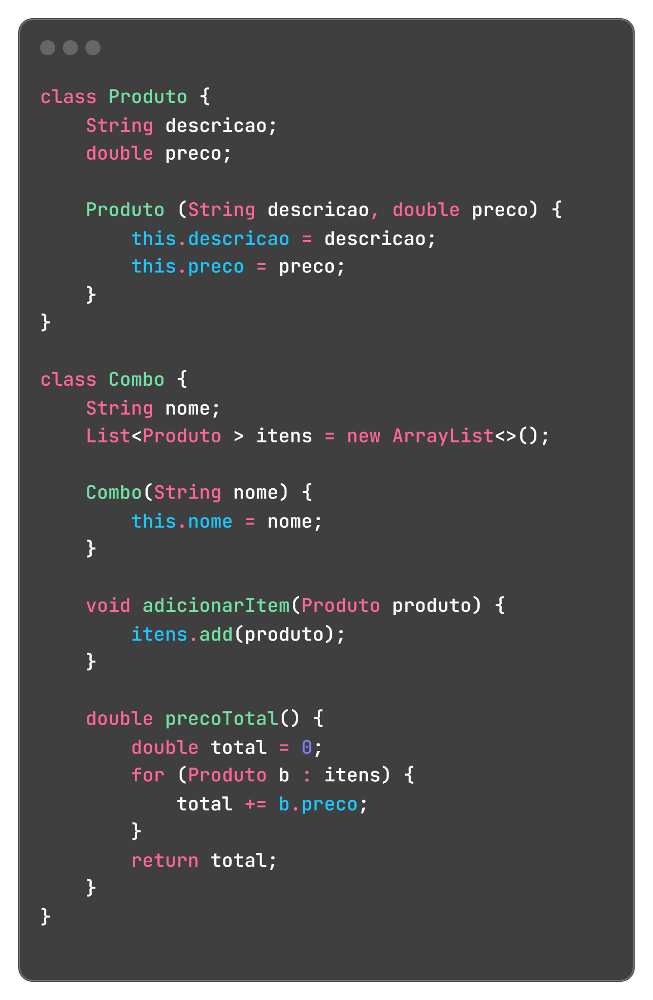 class Produto {
    String descricao;
    double preco;

    Produto (String descricao, double preco) {
        this.descricao = descricao;
        this.preco = preco;
    }
}

class Combo {
    String nome;
    List<Produto > itens = new ArrayList<>();

    Combo(String nome) {
        this.nome = nome;
    }

    void adicionarItem(Produto produto) {
        itens.add(produto);
    }

    double precoTotal() {
        double total = 0;
        for (Produto b : itens) {
            total += b.preco;
        }
        return total;
    }
}